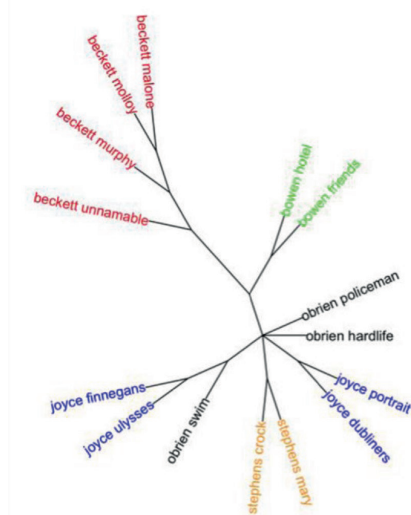 beckett malone
beckett molloy
beckett murphy
beckett unnamable
bowen hotel
bowen friends
obrien policeman
obrien hardlife
joyce portrait
joyce dubliners
stephens mary
stephens crock
obrien swim
joyce ulysses
joyce finnegans